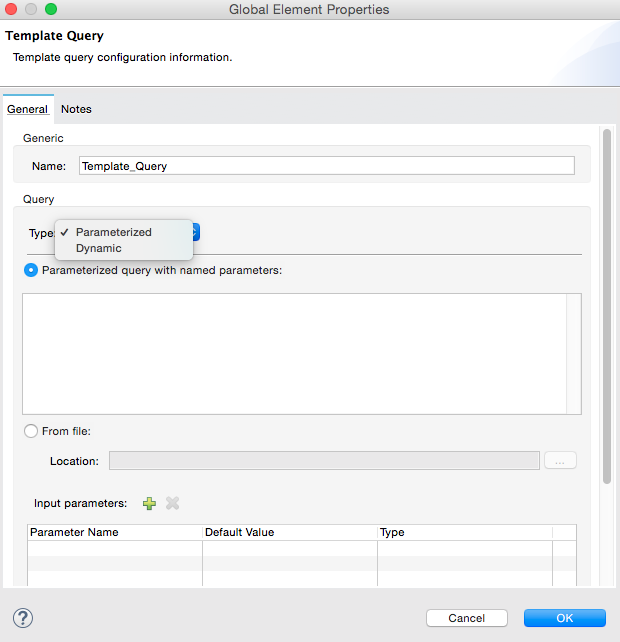 Global Element Properties
Template Query
Template query configuration information.
General Notes
Generic
Name: Template_Query
Query
Type: ✓ Parameterized
Dynamic
Parameterized query with named parameters:
From file:
Location: ...
Input parameters:
Parameter Name Default Value Type
? Cancel OK